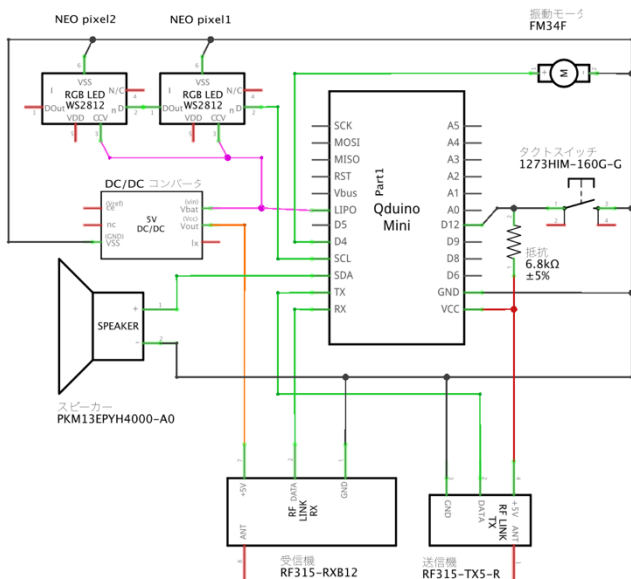 NEO pixel2
NEO pixel1
振動モータ
FM34F
M
VSS
RGB LED
WS2812
I
N/C
DOut
n D
VDD
CCV
VSS
RGB LED
WS2812
I
N/C
DOut
n D
VDD
CCV
タクトスイッチ
1273HIM-160G-G
DC/DC コンバータ
(Vref)
ce
nc
(GND)
VSS
5V
DC/DC
(Vin)
Vbat
(Vcc)
Vout
lx
Part1
Qduino
Mini
SCK
MOSI
MISO
RST
Vbus
LIPO
D5
D4
SCL
SDA
TX
RX
A5
A4
A3
A2
A1
A0
D12
D9
D8
D6
GND
VCC
抵抗
6.8kΩ
±5%
SPEAKER
+
−
スピーカー
PKM13EPYH4000-A0
+5V
DATA
GND
RF
LINK
RX
ANT
受信機
RF315-RXB12
GND
DATA
+5V
RF LINK
TX
ANT
送信機
RF315-TX5-R